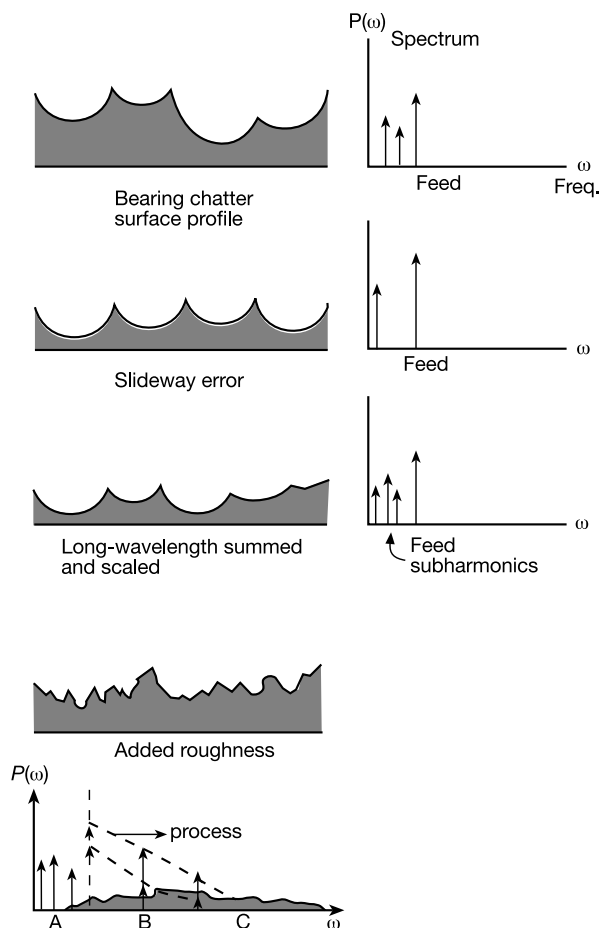 P(ω)
Spectrum
ω
Feed
Freq.
Bearing chatter
surface profile
ω
Feed
Slideway error
ω
Long-wavelength summed
and scaled
Feed
subharmonics
Added roughness
P(ω)
process
A
B
C
ω